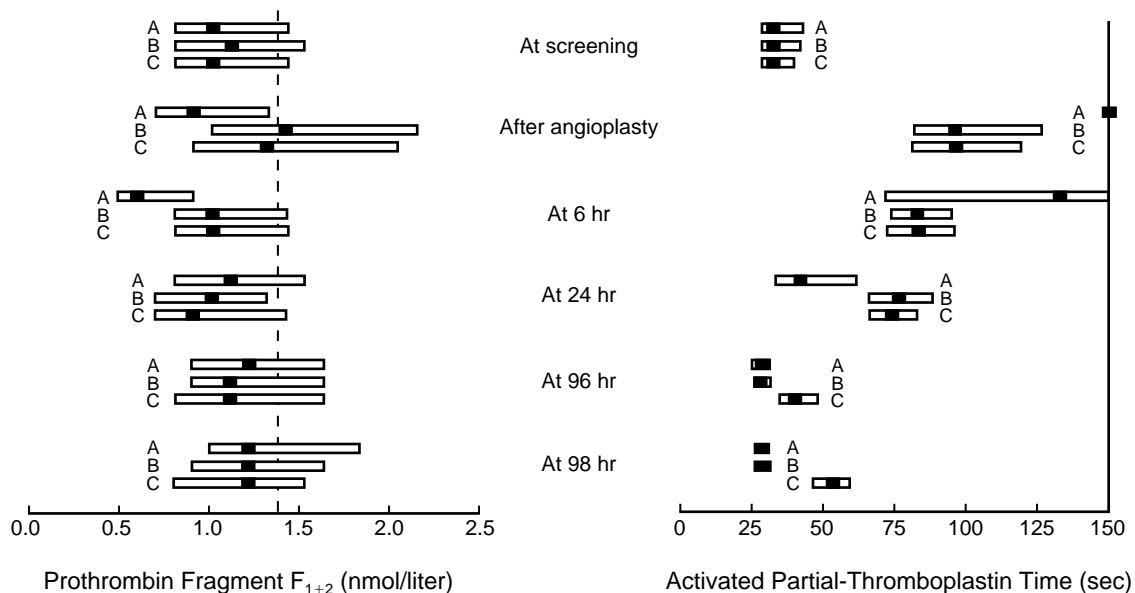 A
B
C
At screening
A
B
C
A
B
C
After angioplasty
A
B
C
A
B
C
At 6 hr
A
B
C
A
B
C
At 24 hr
A
B
C
A
B
C
At 96 hr
A
B
C
A
B
C
At 98 hr
A
B
C
0.0 0.5 1.0 1.5 2.0 2.5
0 25 50 75 100 125 150
Prothrombin Fragment F1+2 (nmol/liter)
Activated Partial-Thromboplastin Time (sec)